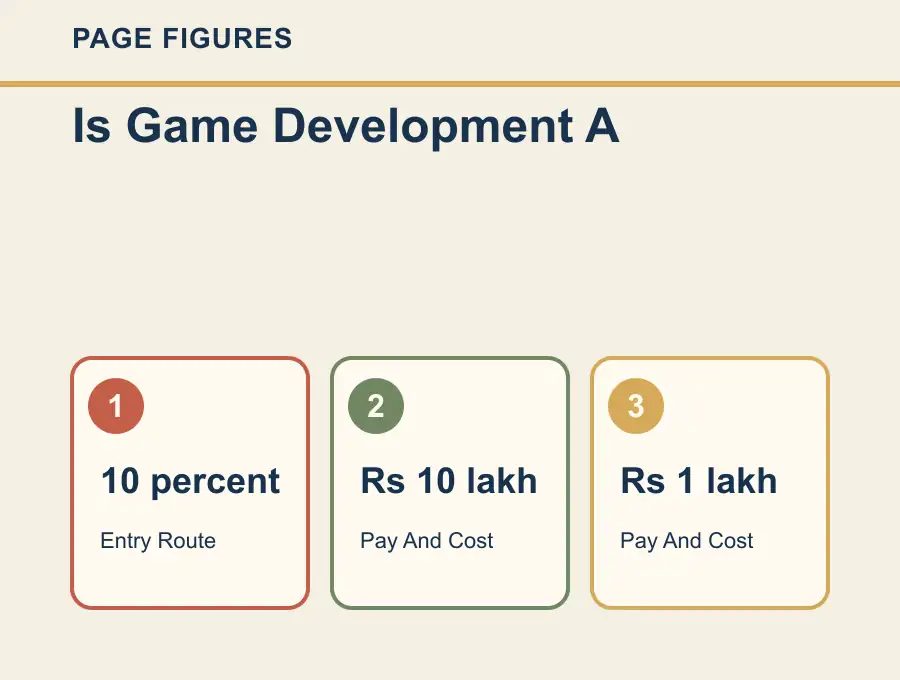 PAGE FIGURES
Is Game Development A
1
2
3
10 percent
Rs 10 lakh
Rs 1 lakh
Entry Route
Pay And Cost
Pay And Cost